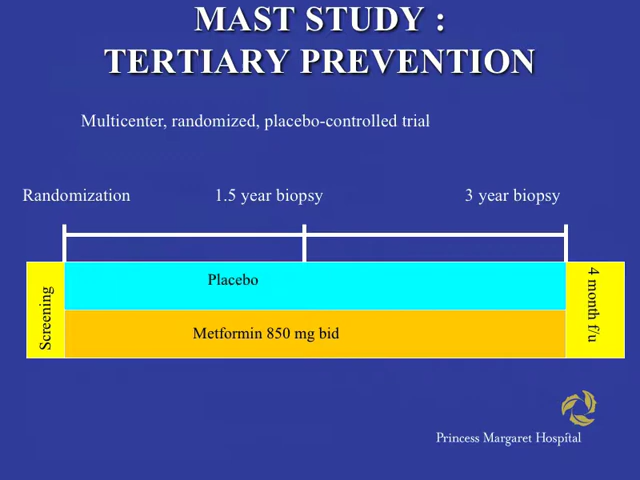 MAST STUDY :
TERTIARY PREVENTION
Multicenter, randomized, placebo-controlled trial
Randomization
1.5 year biopsy
3 year biopsy
Screening
Placebo
Metformin 850 mg bid
4 month f/u
Princess Margaret Hospital